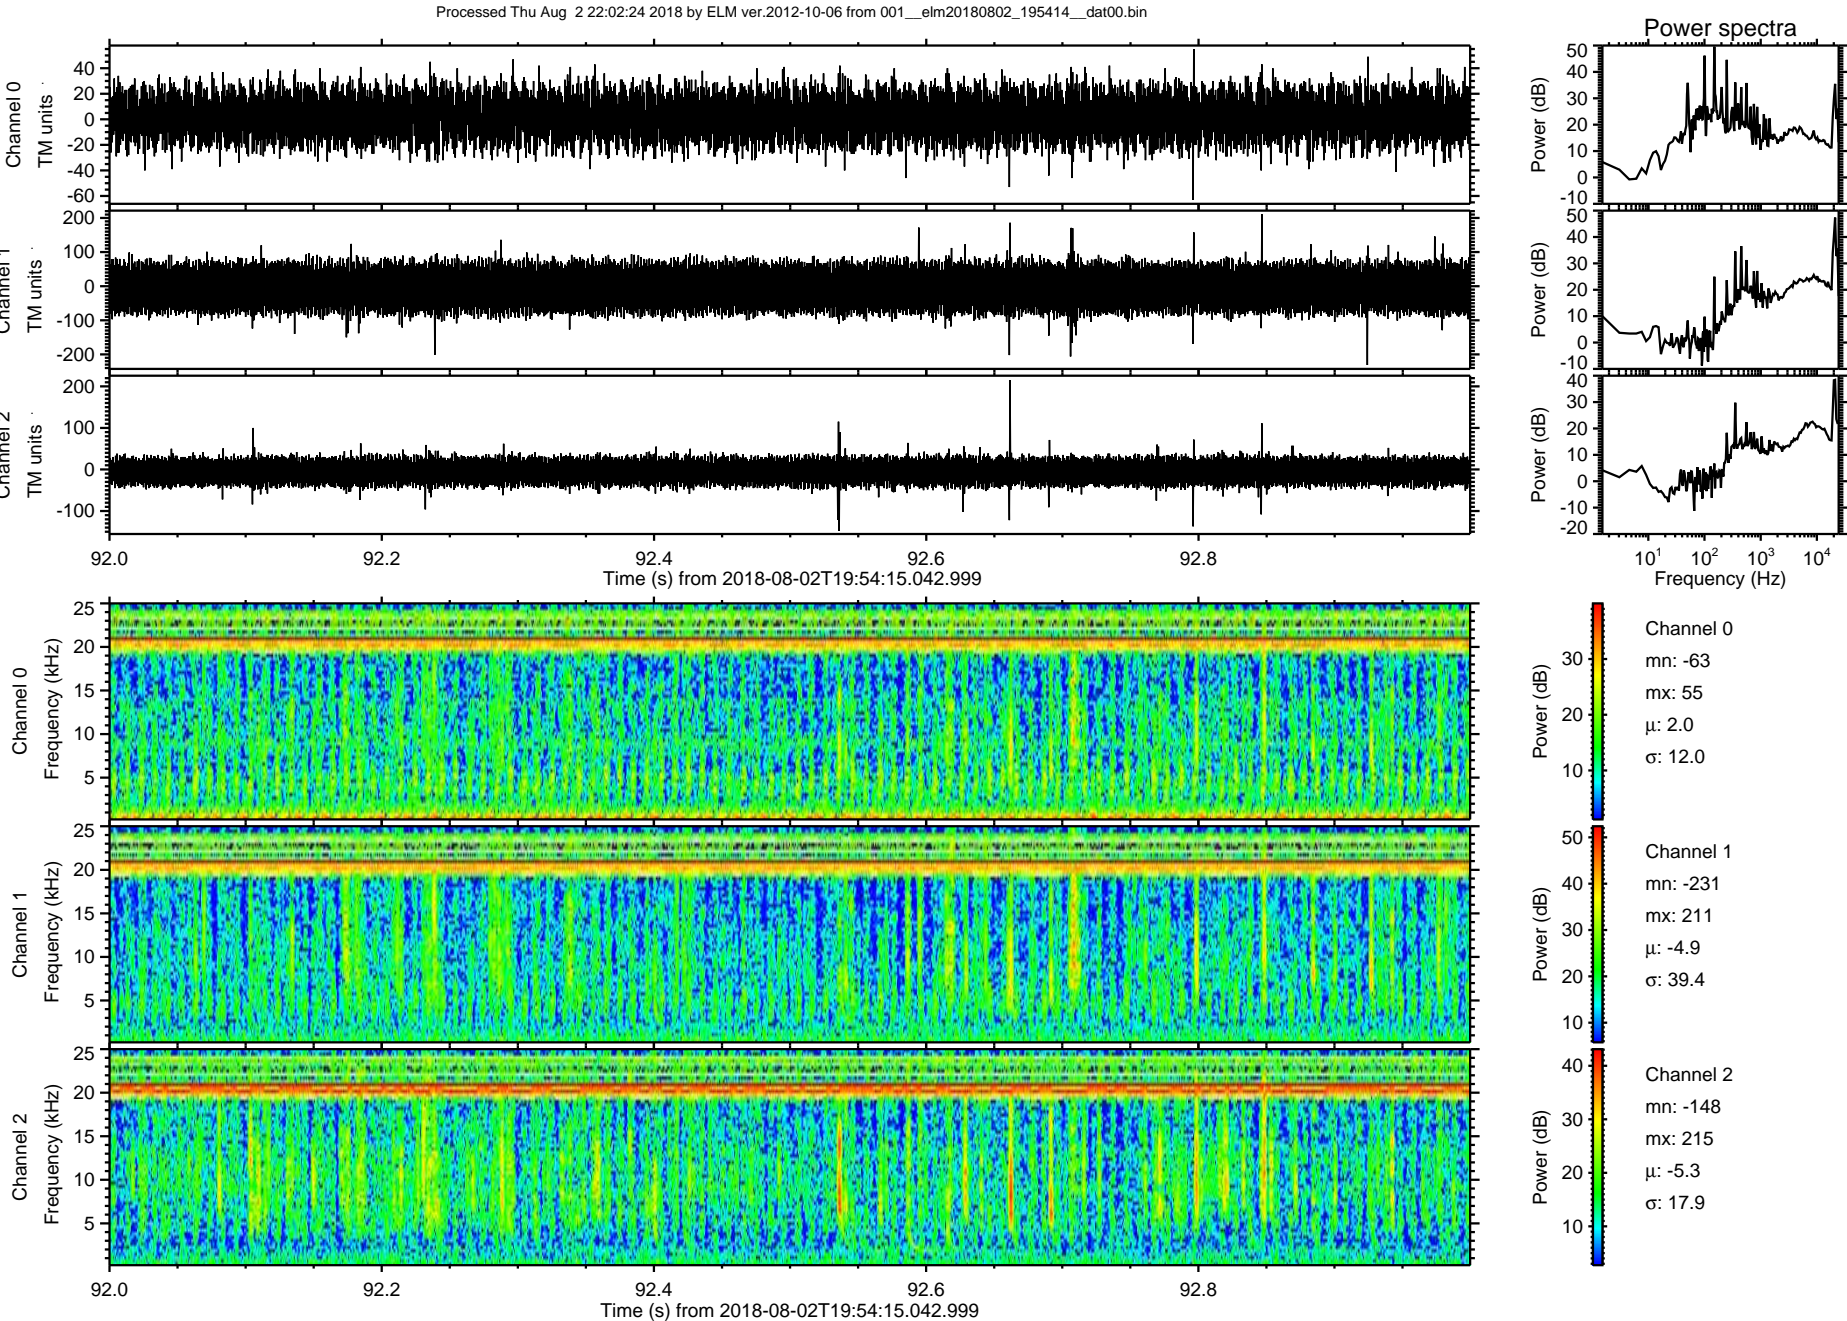 Processed Thu Aug 2 22:02:24 2018 by ELM ver.2012-10-06 from 001__elm20180802_195414__dat00.bin
Power spectra
Channel 0
TM units
40
20
0
-20
-40
-60
Power (dB)
50
40
30
20
10
0
-10
Channel 1
TM units
200
100
0
-100
-200
Power (dB)
50
40
30
20
10
0
-10
Channel 2
TM units
200
100
0
-100
Power (dB)
40
30
20
10
0
-10
-20
92.0 92.2 92.4 92.6 92.8
Time (s) from 2018-08-02T19:54:15.042.999
10¹ 10² 10³ 10⁴
Frequency (Hz)
Channel 0
Frequency (kHz)
25
20
15
10
5
Power (dB)
30
20
10
Channel 0
mn: -63
mx: 55
μ: 2.0
σ: 12.0
Channel 1
Frequency (kHz)
25
20
15
10
5
Power (dB)
50
40
30
20
10
Channel 1
mn: -231
mx: 211
μ: -4.9
σ: 39.4
Channel 2
Frequency (kHz)
25
20
15
10
5
Power (dB)
40
30
20
10
Channel 2
mn: -148
mx: 215
μ: -5.3
σ: 17.9
92.0 92.2 92.4 92.6 92.8
Time (s) from 2018-08-02T19:54:15.042.999